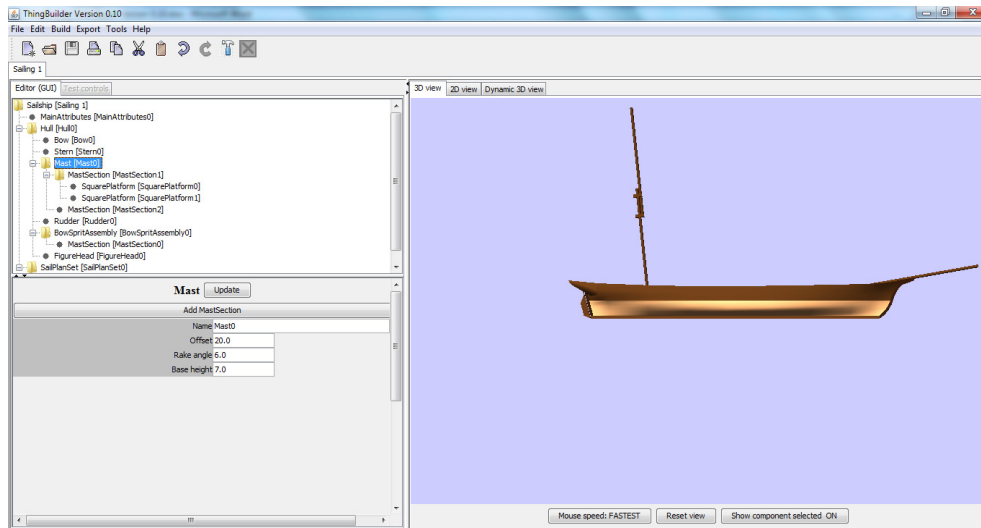 ThingBuilder Version 0.10
File Edit Build Export Tools Help
Sailing 1
Editor (GUI) Test controls
Sailship [Sailing 1]
MainAttributes [MainAttributes0]
Hull [Hull0]
Bow [Bow0]
Stern [Stern0]
Mast [Mast0]
MastSection [MastSection1]
SquarePlatform [SquarePlatform0]
SquarePlatform [SquarePlatform1]
MastSection [MastSection2]
Rudder [Rudder0]
BowSpritAssembly [BowSpritAssembly0]
MastSection [MastSection0]
FigureHead [FigureHead0]
SailPlanSet [SailPlanSet0]
Mast Update
Add MastSection
Name Mast0
Offset 20.0
Rake angle 6.0
Base height 7.0
3D view 2D view Dynamic 3D view
Mouse speed: FASTEST Reset view Show component selected ON